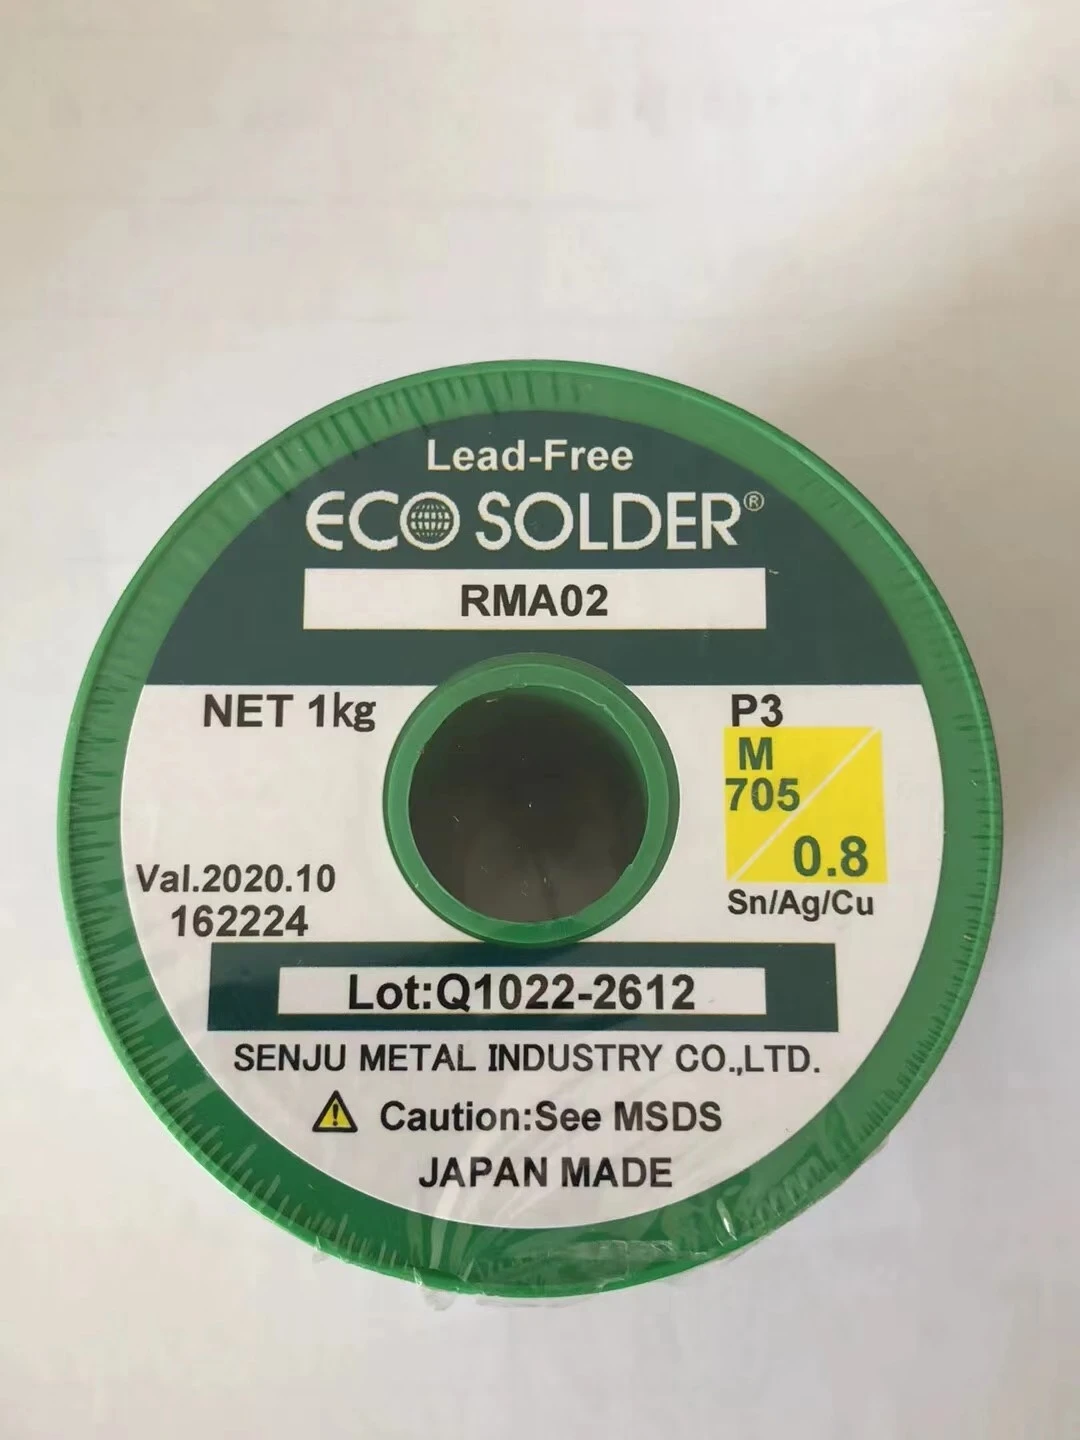 Lead-Free
ECO SOLDER®
RMA02
NET 1kg
P3
M
705
0.8
Sn/Ag/Cu
Val.2020.10
162224
Lot:Q1022-2612
SENJU METAL INDUSTRY CO.,LTD.
Caution:See MSDS
JAPAN MADE